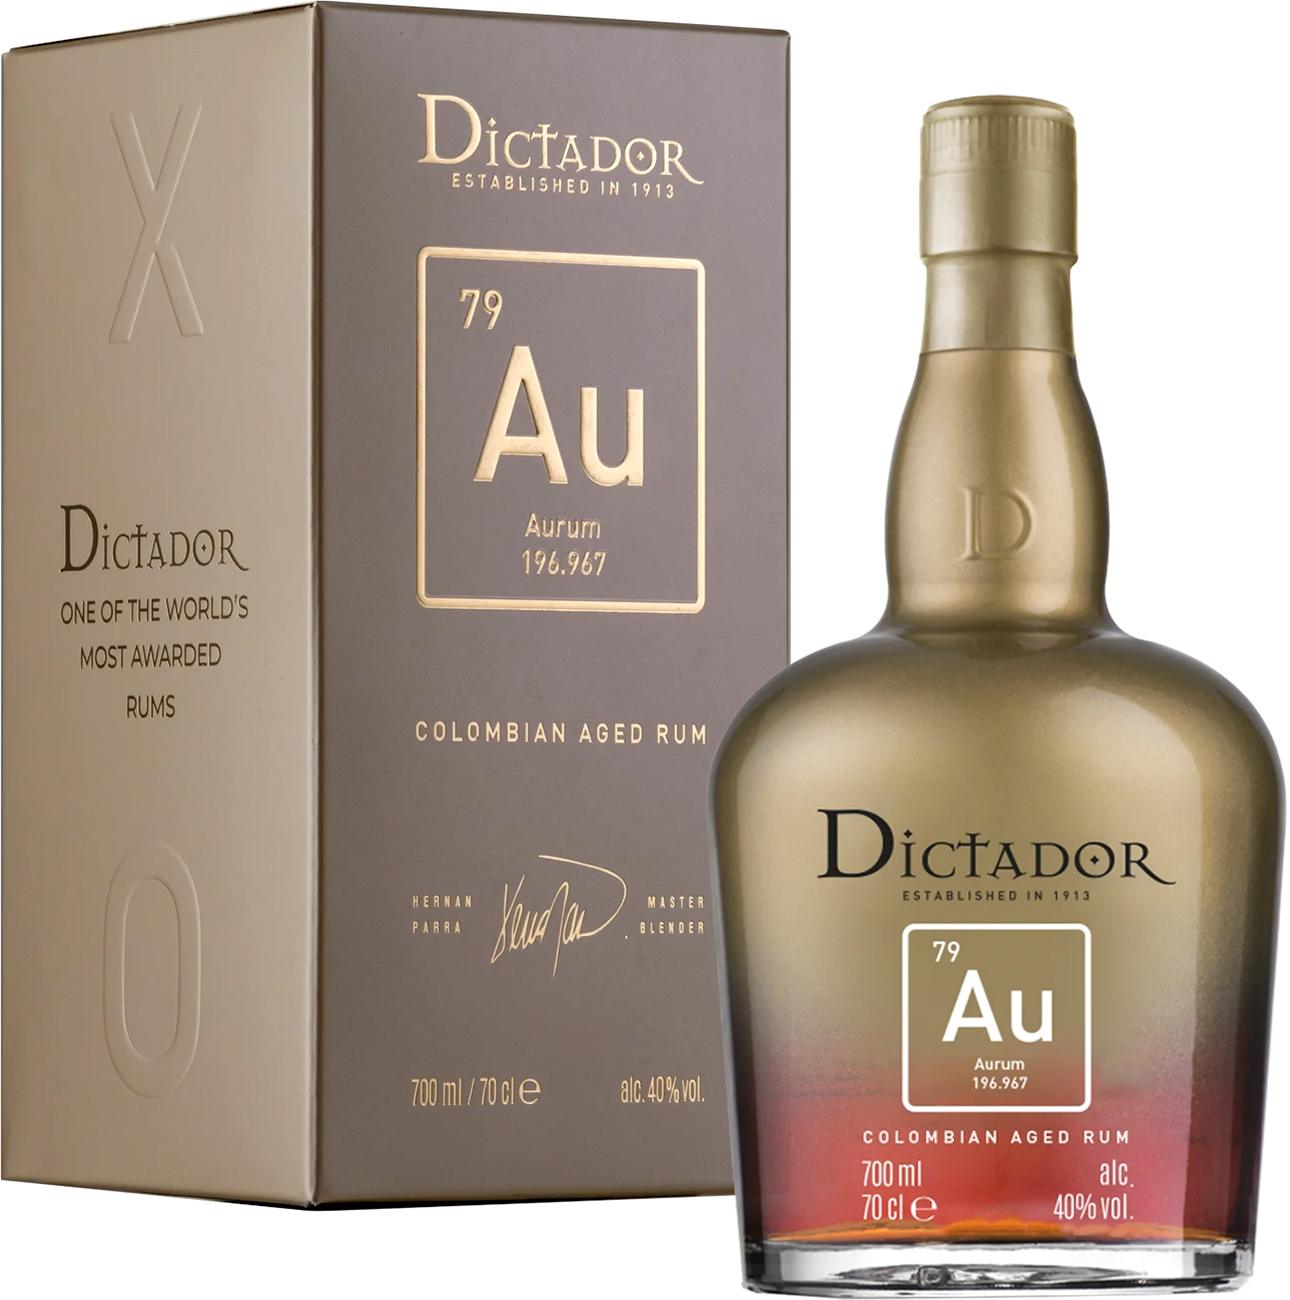 X
O
DICTADOR
ONE OF THE WORLD'S
MOST AWARDED
RUMS
DICTADOR
ESTABLISHED IN 1913
79
Au
Aurum
196.967
COLOMBIAN AGED RUM
HERNAN
PARRA
MASTER
BLENDER
700 ml / 70 cl e
alc. 40% vol.
D
DICTADOR
ESTABLISHED IN 1913
79
Au
Aurum
196.967
COLOMBIAN AGED RUM
700 ml
70 cl e
alc.
40% vol.